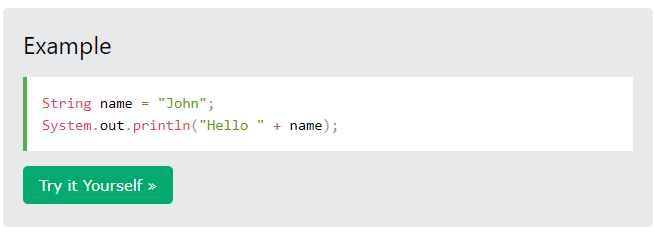 Example
String name = "John";
System.out.println("Hello " + name);
Try it Yourself »